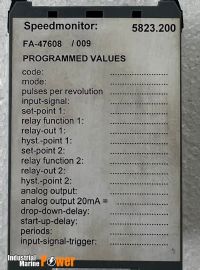 Speedmonitor: 5823.200
FA-47608 / 009
PROGRAMMED VALUES
code: ....................
mode: ....................
pulses per revolution ....................
input-signal: ....................
set-point 1: ....................
relay function 1: ....................
relay-out 1: ....................
hyst.-point 1: ....................
set-point 2: ....................
relay function 2: ....................
relay-out 2: ....................
hyst.-point 2: ....................
analog output: ....................
analog output 20mA = ....................
drop-down-delay: ....................
start-up-delay: ....................
periods: ....................
input-signal-trigger: ....................
Industrial
Marine Power